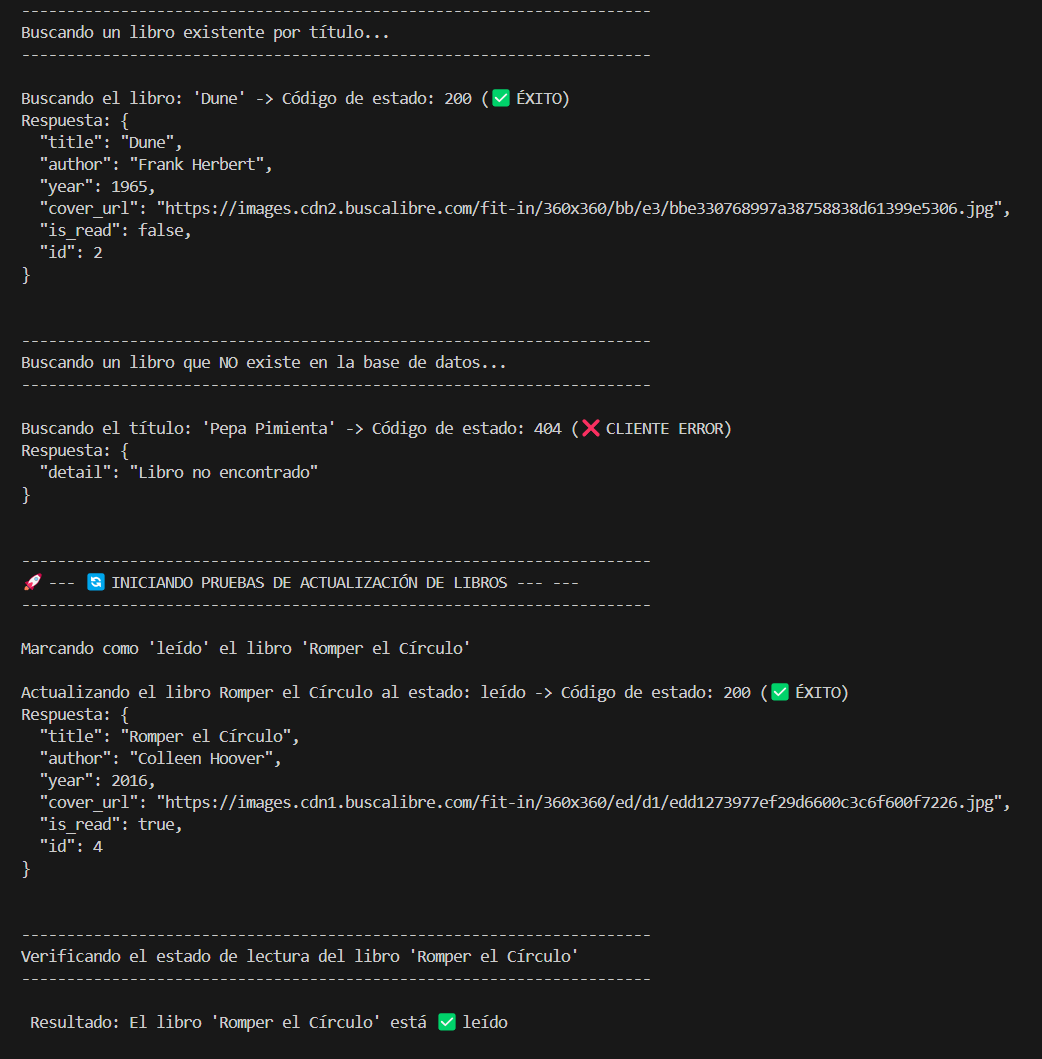 ----------------------------------------------------------------------
Buscando un libro existente por título...
----------------------------------------------------------------------
Buscando el libro: 'Dune' -> Código de estado: 200 (✅ ÉXITO)
Respuesta: {
  "title": "Dune",
  "author": "Frank Herbert",
  "year": 1965,
  "cover_url": "https://images.cdn2.buscalibre.com/fit-in/360x360/bb/e3/bbe330768997a38758838d61399e5306.jpg",
  "is_read": false,
  "id": 2
}
----------------------------------------------------------------------
Buscando un libro que NO existe en la base de datos...
----------------------------------------------------------------------
Buscando el título: 'Pepa Pimienta' -> Código de estado: 404 (❌ CLIENTE ERROR)
Respuesta: {
  "detail": "Libro no encontrado"
}
----------------------------------------------------------------------
🚀 --- 🔄 INICIANDO PRUEBAS DE ACTUALIZACIÓN DE LIBROS --- ---
----------------------------------------------------------------------
Marcando como 'leído' el libro 'Romper el Círculo'
Actualizando el libro Romper el Círculo al estado: leído -> Código de estado: 200 (✅ ÉXITO)
Respuesta: {
  "title": "Romper el Círculo",
  "author": "Colleen Hoover",
  "year": 2016,
  "cover_url": "https://images.cdn1.buscalibre.com/fit-in/360x360/ed/d1/edd1273977ef29d6600c3c6f600f7226.jpg",
  "is_read": true,
  "id": 4
}
----------------------------------------------------------------------
Verificando el estado de lectura del libro 'Romper el Círculo'
----------------------------------------------------------------------
 Resultado: El libro 'Romper el Círculo' está ✅ leído